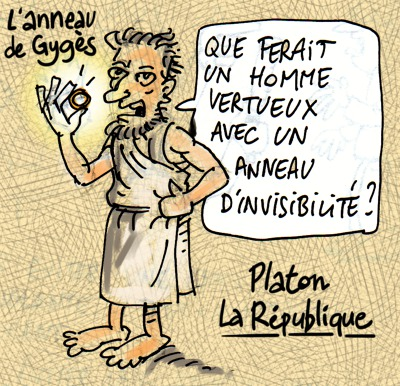 L'anneau
de Gygès
QUE FERAIT
UN HOMME
VERTUEUX
AVEC UN
ANNEAU
D'INVISIBILITÉ?
Platon
La République